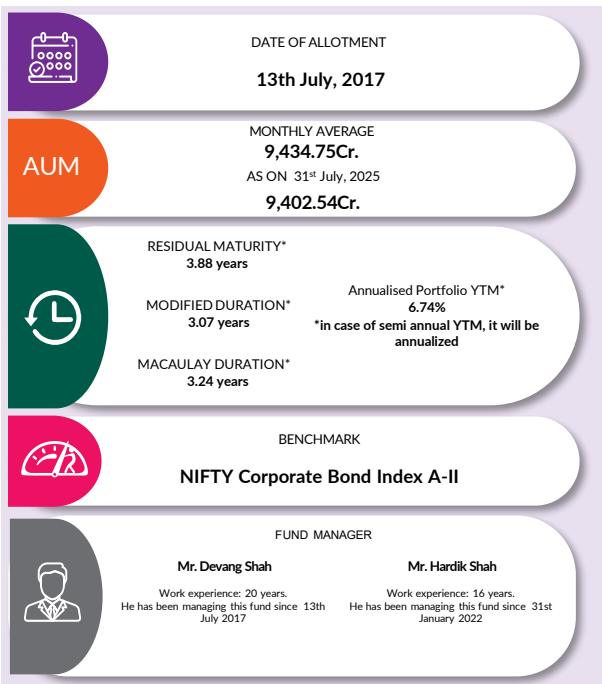 DATE OF ALLOTMENT
13th July, 2017
AUM
MONTHLY AVERAGE
9,434.75Cr.
AS ON 31st July, 2025
9,402.54Cr.
RESIDUAL MATURITY*
3.88 years
MODIFIED DURATION*
3.07 years
MACAULAY DURATION*
3.24 years
Annualised Portfolio YTM*
6.74%
*in case of semi annual YTM, it will be
annualized
BENCHMARK
NIFTY Corporate Bond Index A-II
FUND MANAGER
Mr. Devang Shah
Work experience: 20 years.
He has been managing this fund since 13th
July 2017
Mr. Hardik Shah
Work experience: 16 years.
He has been managing this fund since 31st
January 2022